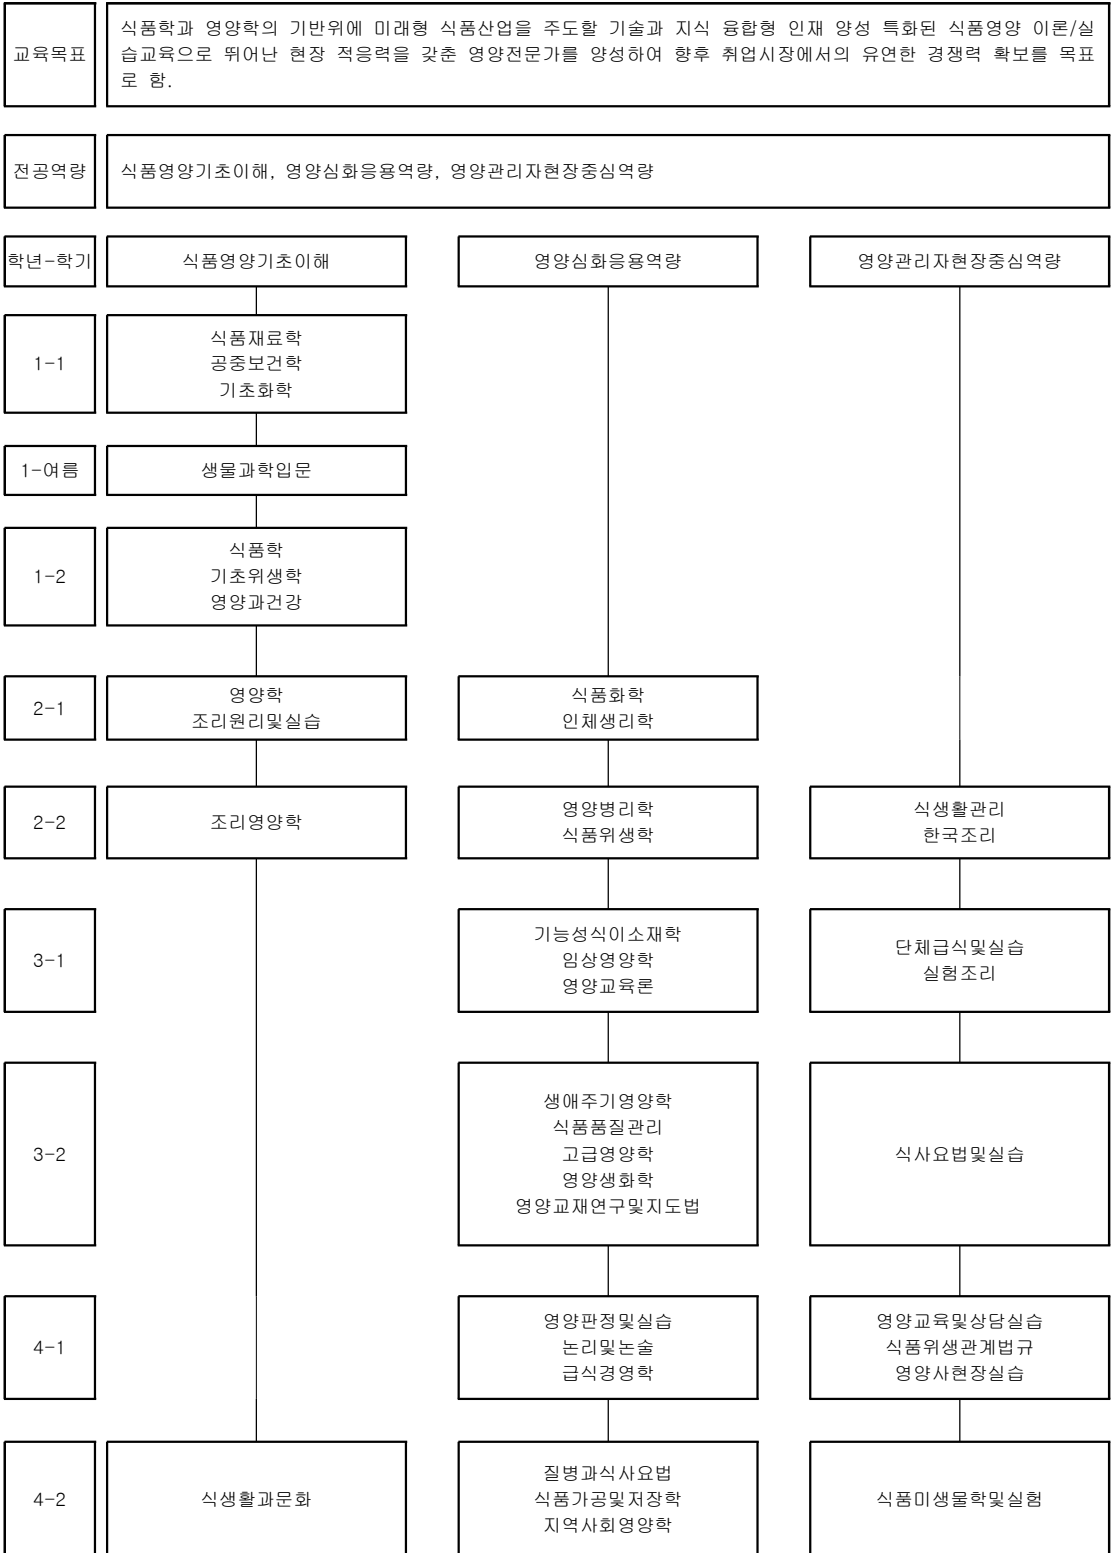 교육목표
식품학과 영양학의 기반위에 미래형 식품산업을 주도할 기술과 지식 융합형 인재 양성 특화된 식품영양 이론/실
습교육으로 뛰어난 현장 적응력을 갖춘 영양전문가를 양성하여 향후 취업시장에서의 유연한 경쟁력 확보를 목표
로 함.
전공역량
식품영양기초이해, 영양심화응용역량, 영양관리자현장중심역량
학년-학기
식품영양기초이해
영양심화응용역량
영양관리자현장중심역량
1-1
식품재료학
공중보건학
기초화학
1-여름
생물과학입문
1-2
식품학
기초위생학
영양과건강
2-1
영양학
조리원리및실습
식품화학
인체생리학
2-2
조리영양학
영양병리학
식품위생학
식생활관리
한국조리
3-1
기능성식이소재학
임상영양학
영양교육론
단체급식및실습
실험조리
3-2
생애주기영양학
식품품질관리
고급영양학
영양생화학
영양교재연구및지도법
식사요법및실습
4-1
영양판정및실습
논리및논술
급식경영학
영양교육및상담실습
식품위생관계법규
영양사현장실습
4-2
식생활과문화
질병과식사요법
식품가공및저장학
지역사회영양학
식품미생물학및실험